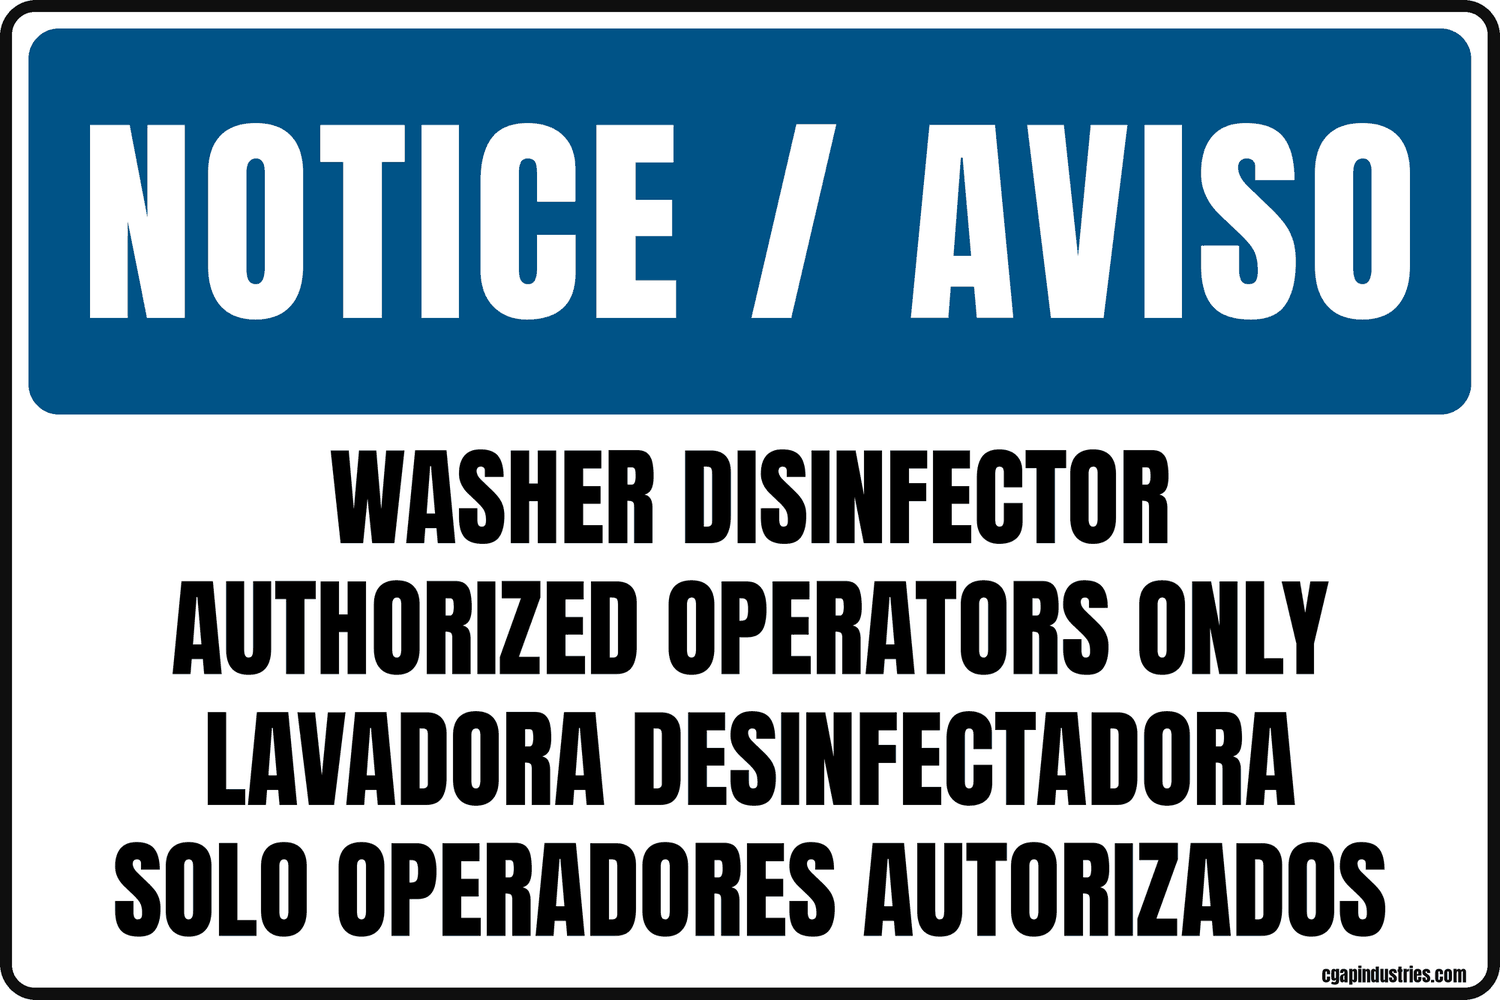 NOTICE / AVISO
WASHER DISINFECTOR
AUTHORIZED OPERATORS ONLY
LAVADORA DESINFECTADORA
SOLO OPERADORES AUTORIZADOS
cgapindustries.com